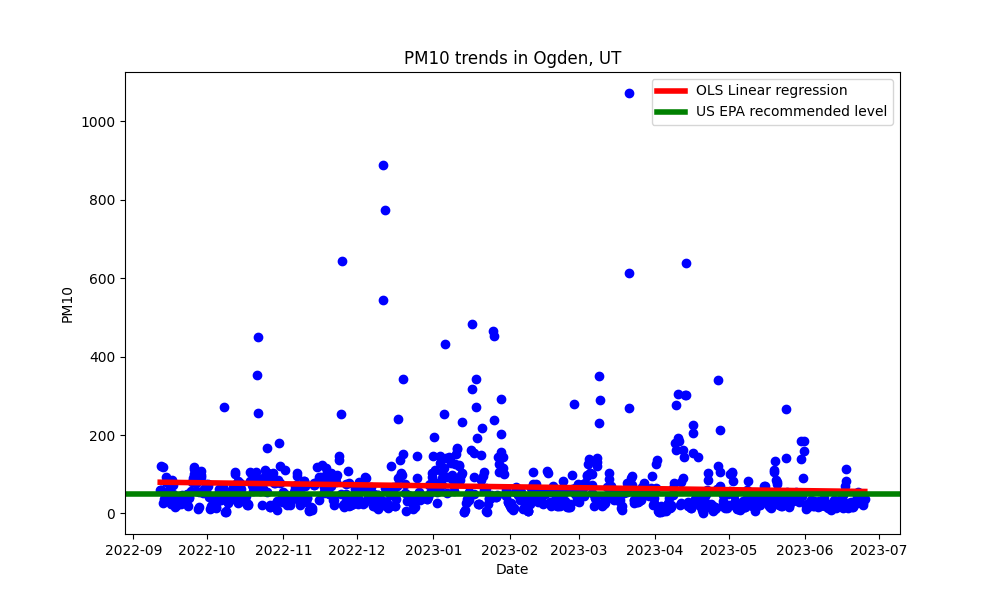 PM10 trends in Ogden, UT
OLS Linear regression
US EPA recommended level
1000
800
600
400
200
0
PM10
2022-09 2022-10 2022-11 2022-12 2023-01 2023-02 2023-03 2023-04 2023-05 2023-06 2023-07
Date